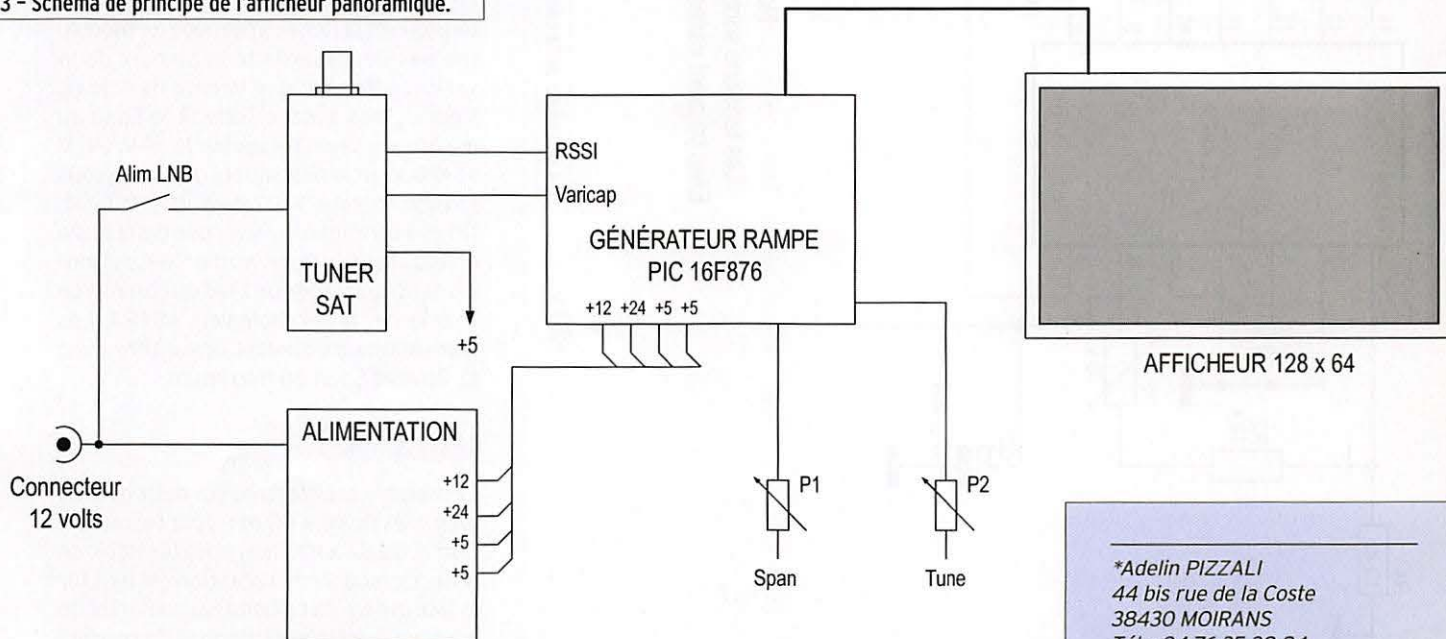 3 – Schéma de principe de l'afficheur panoramique.
Alim LNB
TUNER
SAT
+5
RSSI
Varicap
GÉNÉRATEUR RAMPE
PIC 16F876
+12 +24 +5 +5
AFFICHEUR 128 x 64
Connecteur
12 volts
ALIMENTATION
+12
+24
+5
+5
P1
Span
P2
Tune
*Adelin PIZZALI
44 bis rue de la Coste
38430 MOIRANS